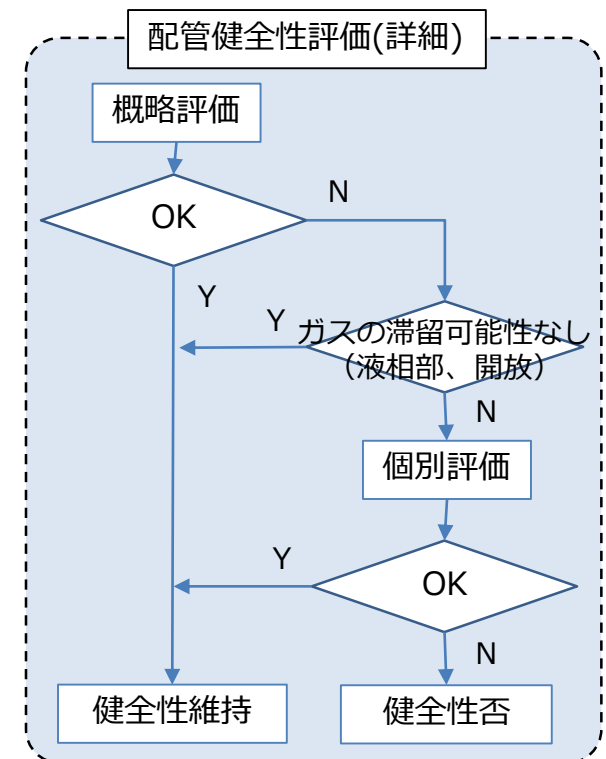 配管健全性評価(詳細)
概略評価
OK
N
Y
Y
ガスの滞留可能性なし
（液相部、開放）
N
個別評価
Y
OK
N
健全性維持
健全性否